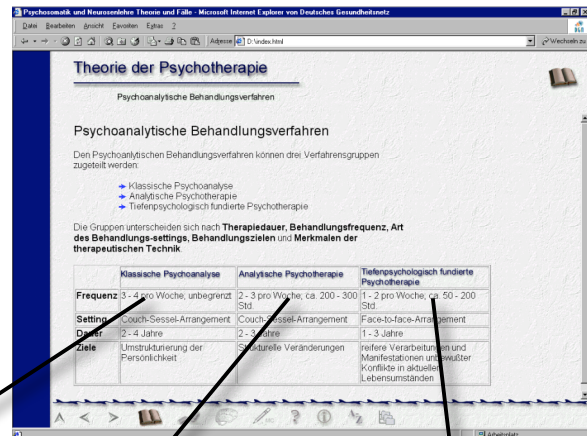 Psychosomatik und Neurosenlehre Theorie und Fälle - Microsoft Internet Explorer von Deutsches Gesundheitsnetz
Datei Bearbeiten Ansicht Favoriten Extras ?
Adresse D:\index.html Wechseln zu
Theorie der Psychotherapie
Psychoanalytische Behandlungsverfahren
Psychoanalytische Behandlungsverfahren
Den Psychoanlytischen Behandlungsverfahren können drei Verfahrensgruppen
zugeteilt werden:
Klassische Psychoanalyse
Analytische Psychotherapie
Tiefenpsychologisch fundierte Psychotherapie
Die Gruppen unterscheiden sich nach Therapiedauer, Behandlungsfrequenz, Art
des Behandlungs-settings, Behandlungszielen und Merkmalen der
therapeutischen Technik
Klassische Psychoanalyse Analytische Psychotherapie Tiefenpsychologisch fundierte
Psychotherapie
Frequenz 3 - 4 pro Woche, unbegrenzt 2 - 3 pro Woche; ca. 200 - 300 1 - 2 pro Woche; ca. 50 - 200
Std. Std.
Setting Couch-Sessel-Arrangement Couch-Sessel-Arrangement Face-to-face-Arrangement
Dauer 2 - 4 Jahre 2 - 3 Jahre 1 - 3 Jahre
Ziele Umstrukturierung der Strukturelle Veränderungen reifere Verarbeitung und
Persönlichkeit Manifestationen unbewußter
Konflikte in aktuellen
Lebensumständen
Arbeitsplatz